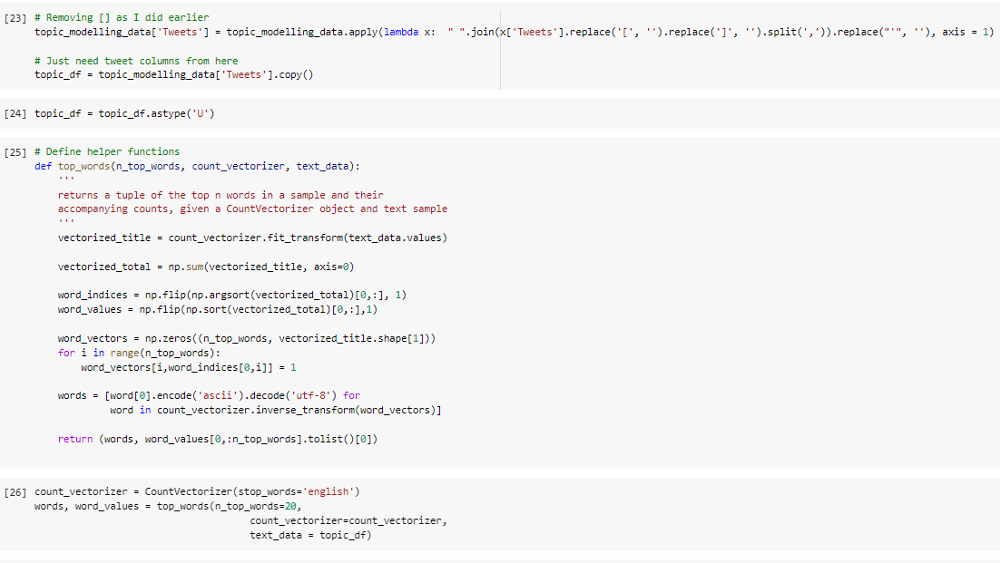 [23] # Removing [] as I did earlier
topic_modelling_data['Tweets'] = topic_modelling_data.apply(lambda x:  " ".join(x['Tweets'].replace('[', '').replace(']', '').split(',')).replace("'", ''), axis = 1)
# Just need tweet columns from here
topic_df = topic_modelling_data['Tweets'].copy()
[24] topic_df = topic_df.astype('U')
[25] # Define helper functions
def top_words(n_top_words, count_vectorizer, text_data):
    '''
    returns a tuple of the top n words in a sample and their
    accompanying counts, given a CountVectorizer object and text sample
    '''
    vectorized_title = count_vectorizer.fit_transform(text_data.values)
    vectorized_total = np.sum(vectorized_title, axis=0)
    word_indices = np.flip(np.argsort(vectorized_total)[0,:], 1)
    word_values = np.flip(np.sort(vectorized_total)[0,:],1)
    word_vectors = np.zeros((n_top_words, vectorized_title.shape[1]))
    for i in range(n_top_words):
        word_vectors[i,word_indices[0,i]] = 1
    words = [word[0].encode('ascii').decode('utf-8') for
             word in count_vectorizer.inverse_transform(word_vectors)]
    return (words, word_values[0,:n_top_words].tolist()[0])
[26] count_vectorizer = CountVectorizer(stop_words='english')
words, word_values = top_words(n_top_words=20,
                                     count_vectorizer=count_vectorizer,
                                     text_data = topic_df)